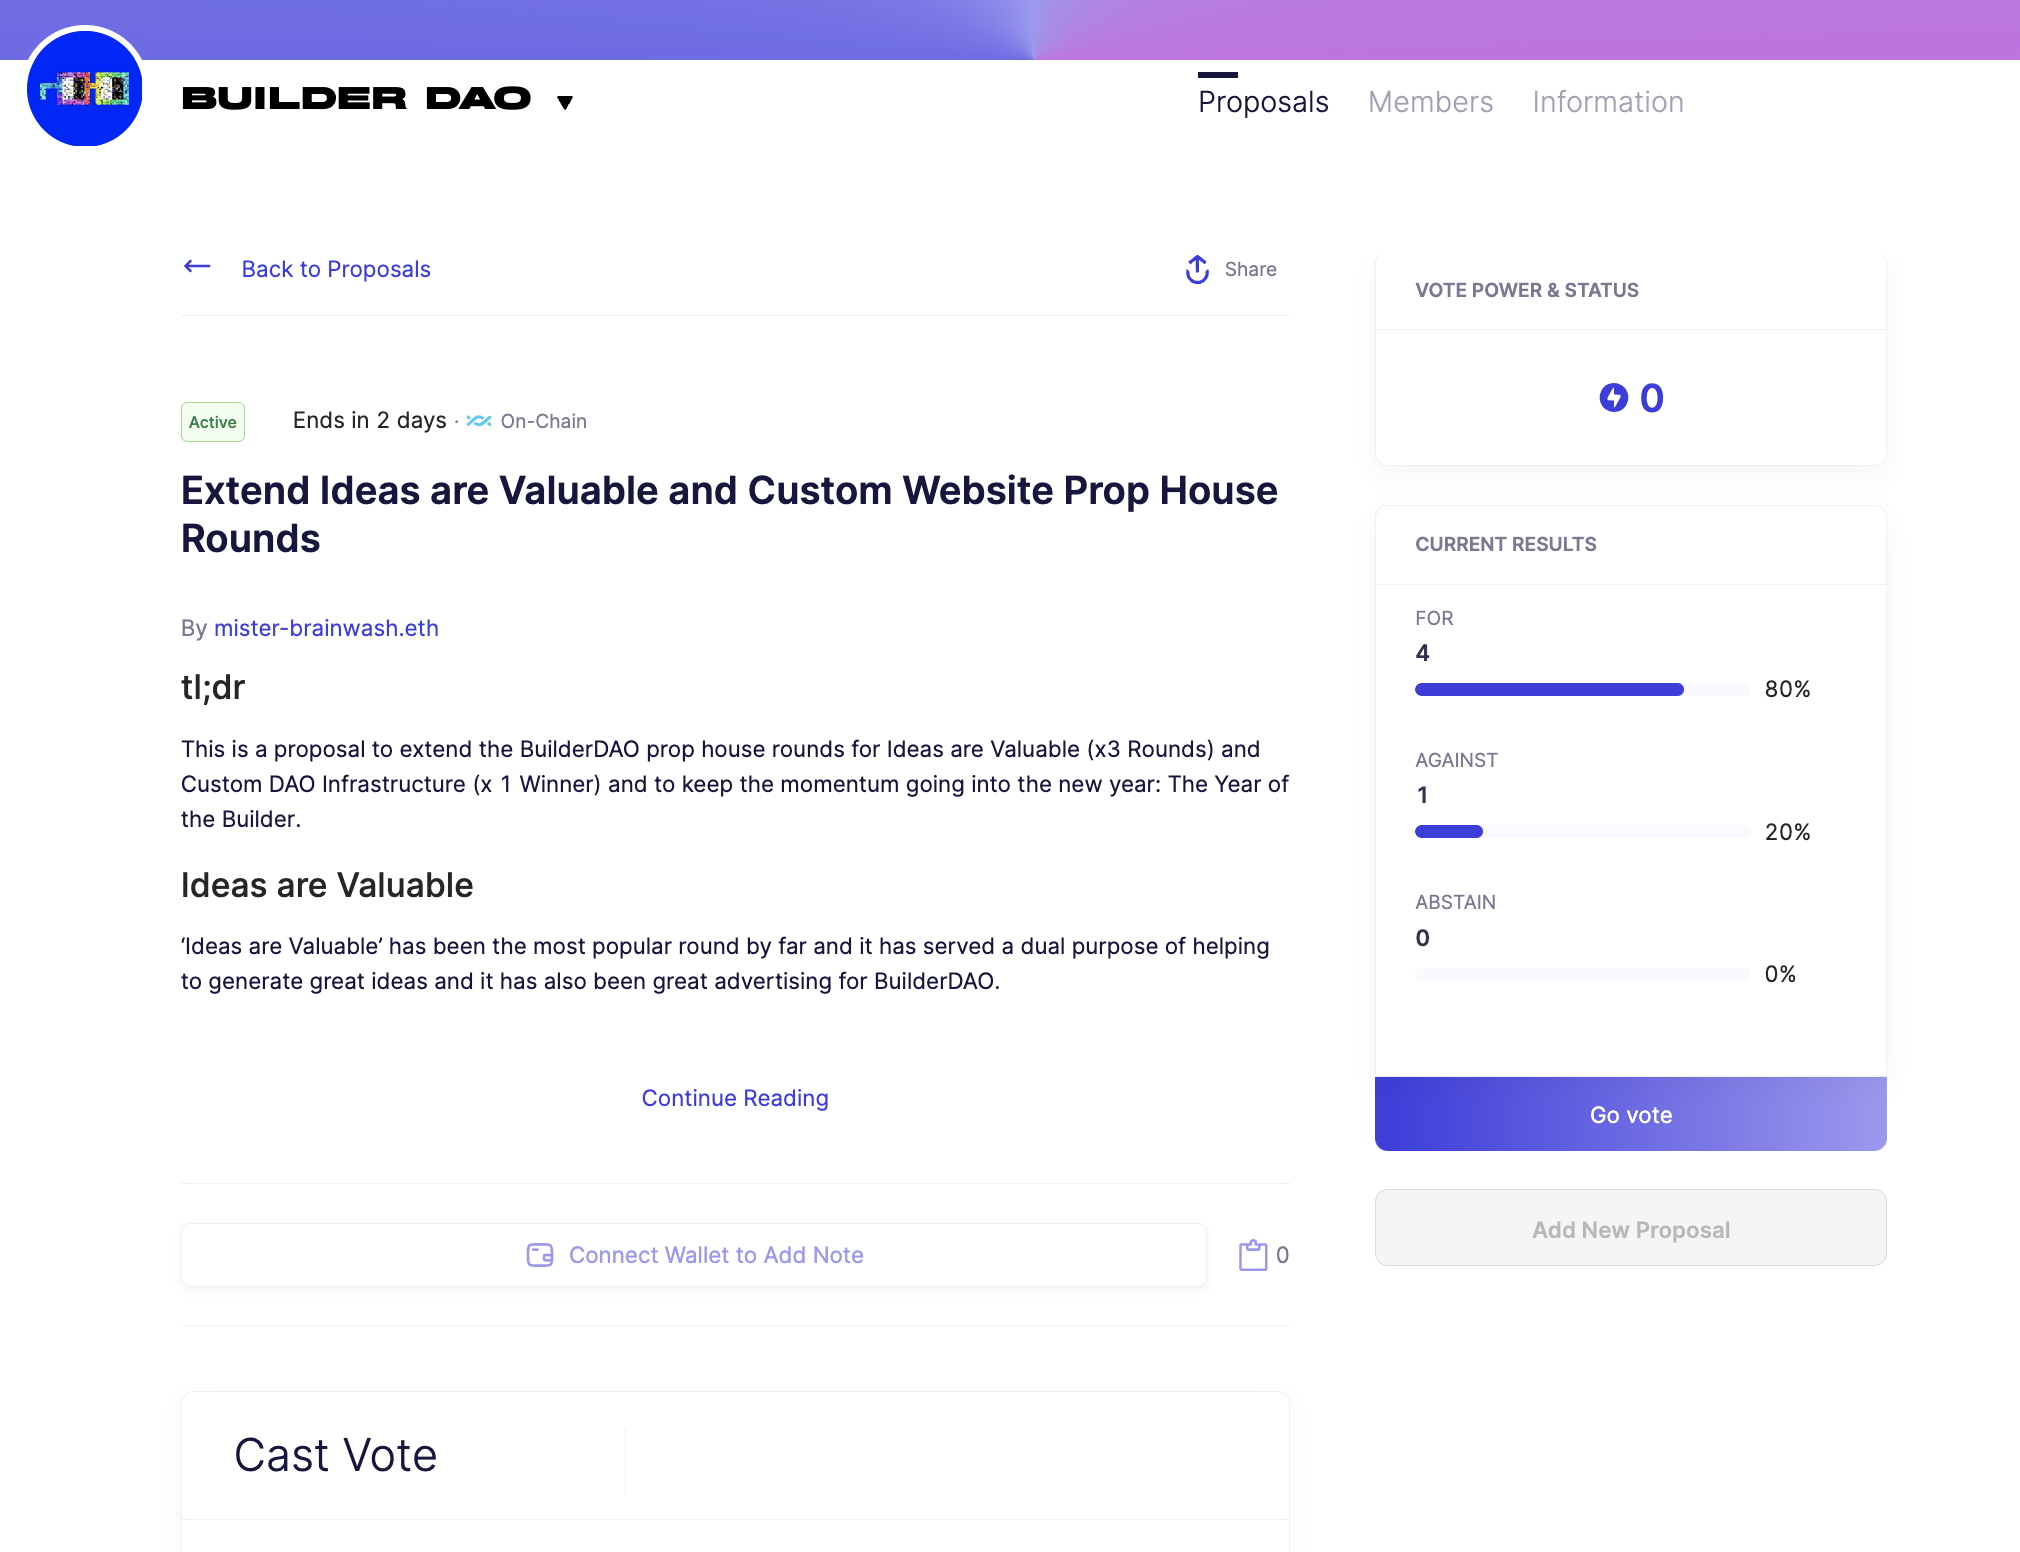 BUILDER DAO ▼
Proposals
Members
Information
Back to Proposals
Share
Active
Ends in 2 days · On-Chain
Extend Ideas are Valuable and Custom Website Prop House
Rounds
By mister-brainwash.eth
tl;dr
This is a proposal to extend the BuilderDAO prop house rounds for Ideas are Valuable (x3 Rounds) and
Custom DAO Infrastructure (x 1 Winner) and to keep the momentum going into the new year: The Year of
the Builder.
Ideas are Valuable
‘Ideas are Valuable’ has been the most popular round by far and it has served a dual purpose of helping
to generate great ideas and it has also been great advertising for BuilderDAO.
Continue Reading
Connect Wallet to Add Note
0
Cast Vote
VOTE POWER & STATUS
0
CURRENT RESULTS
FOR
4
80%
AGAINST
1
20%
ABSTAIN
0
0%
Go vote
Add New Proposal